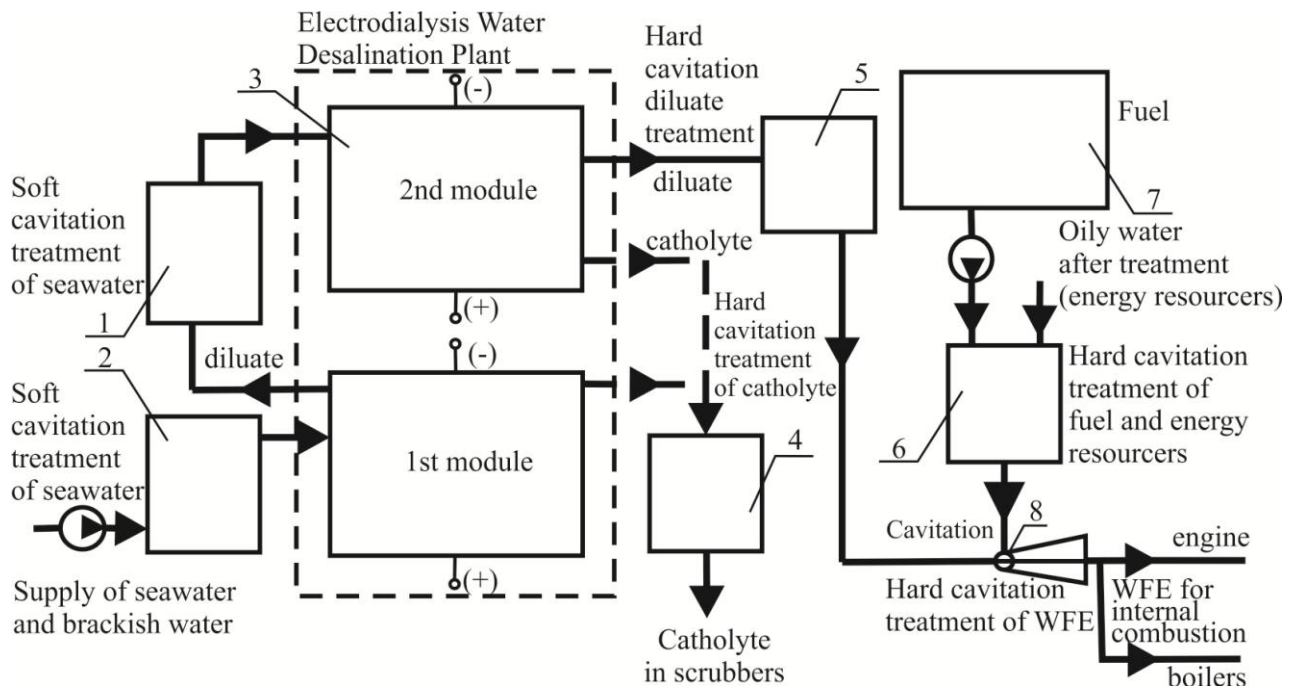 Electrodialysis Water
Desalination Plant
3
(-)
2nd module
(+)
(-)
1st module
(+)
Soft
cavitation
treatment
of seawater
1
diluate
2
Soft
cavitation
treatment
of seawater
Supply of seawater
and brackish water
Hard
cavitation
diluate
treatment
diluate
5
catholyte
Hard
cavitation
treatment
of catholyte
4
Catholyte
in scrubbers
Fuel
7
Oily water
after treatment
(energy resourcers)
Hard cavitation
treatment of
fuel and energy
resourcers
6
Cavitation
8
Hard cavitation
treatment of WFE
engine
WFE for
internal
combustion
boilers